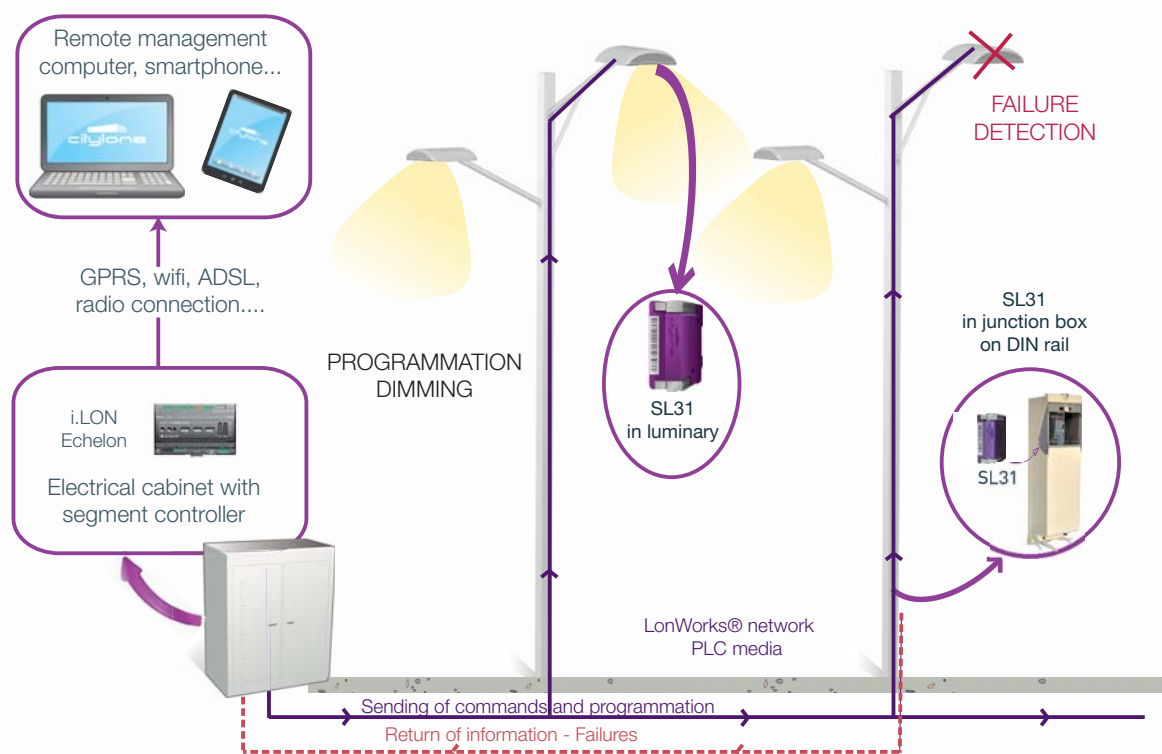 Remote management
computer, smartphone...
citylone
GPRS, wifi, ADSL,
radio connection....
i.LON
Echelon
Electrical cabinet with
segment controller
PROGRAMMATION
DIMMING
SL31
in luminary
FAILURE
DETECTION
SL31
in junction box
on DIN rail
SL31
LonWorks® network
PLC media
Sending of commands and programmation
Return of information - Failures